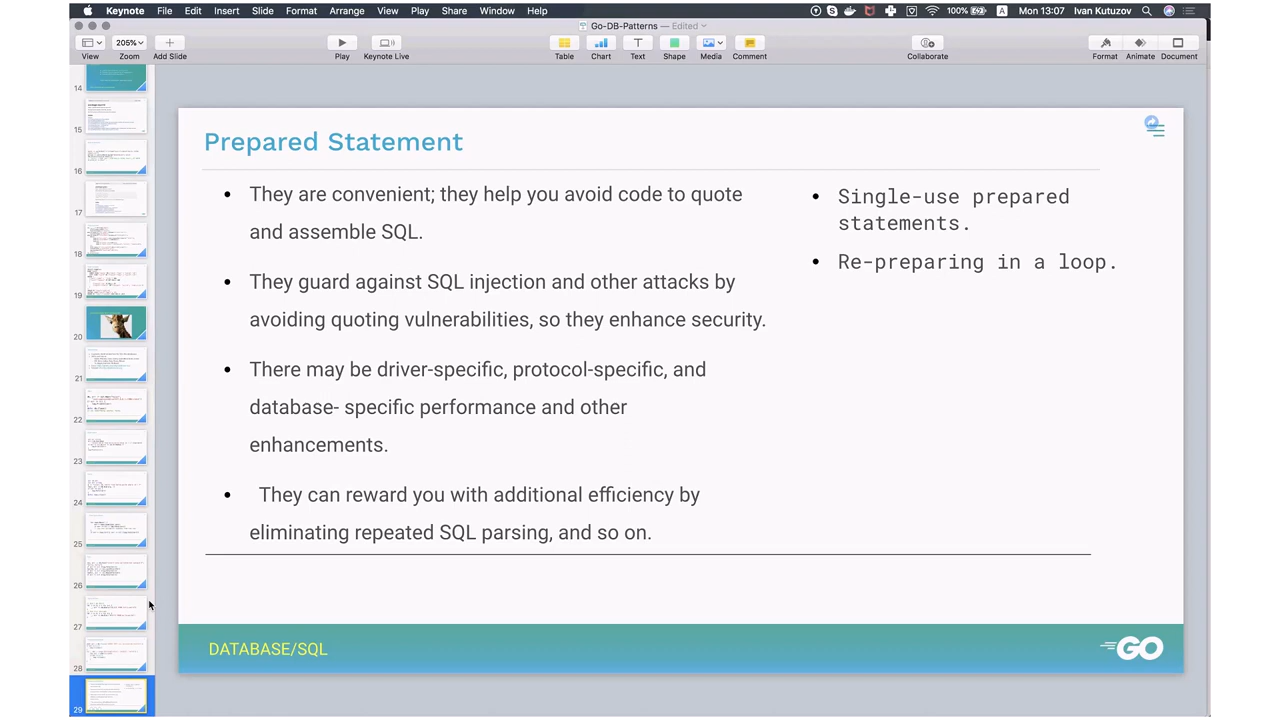 Keynote File Edit Insert Slide Format Arrange View Play Share Window Help 100% Mon 13:07 Ivan Kutuzov
Go-DB-Patterns — Edited
205%
View Zoom Add Slide Play Keynote Live Table Chart Text Shape Media Comment Collaborate Format Animate Document
14
15
16
17
18
19
20
21
22
23
24
25
26
27
28
29
Prepared Statement
• They are convenient; they help you avoid code to quote
and assemble SQL.
• They guard against SQL injection and other attacks by
avoiding quoting vulnerabilities, so they enhance security.
• There may be driver-specific, protocol-specific, and
database- specific performance and other
enhancements.
• They can reward you with additional efficiency by
eliminating repeated SQL parsing, and so on.
• Single-use prepared
statements.
• Re-preparing in a loop.
DATABASE/SQL
GO